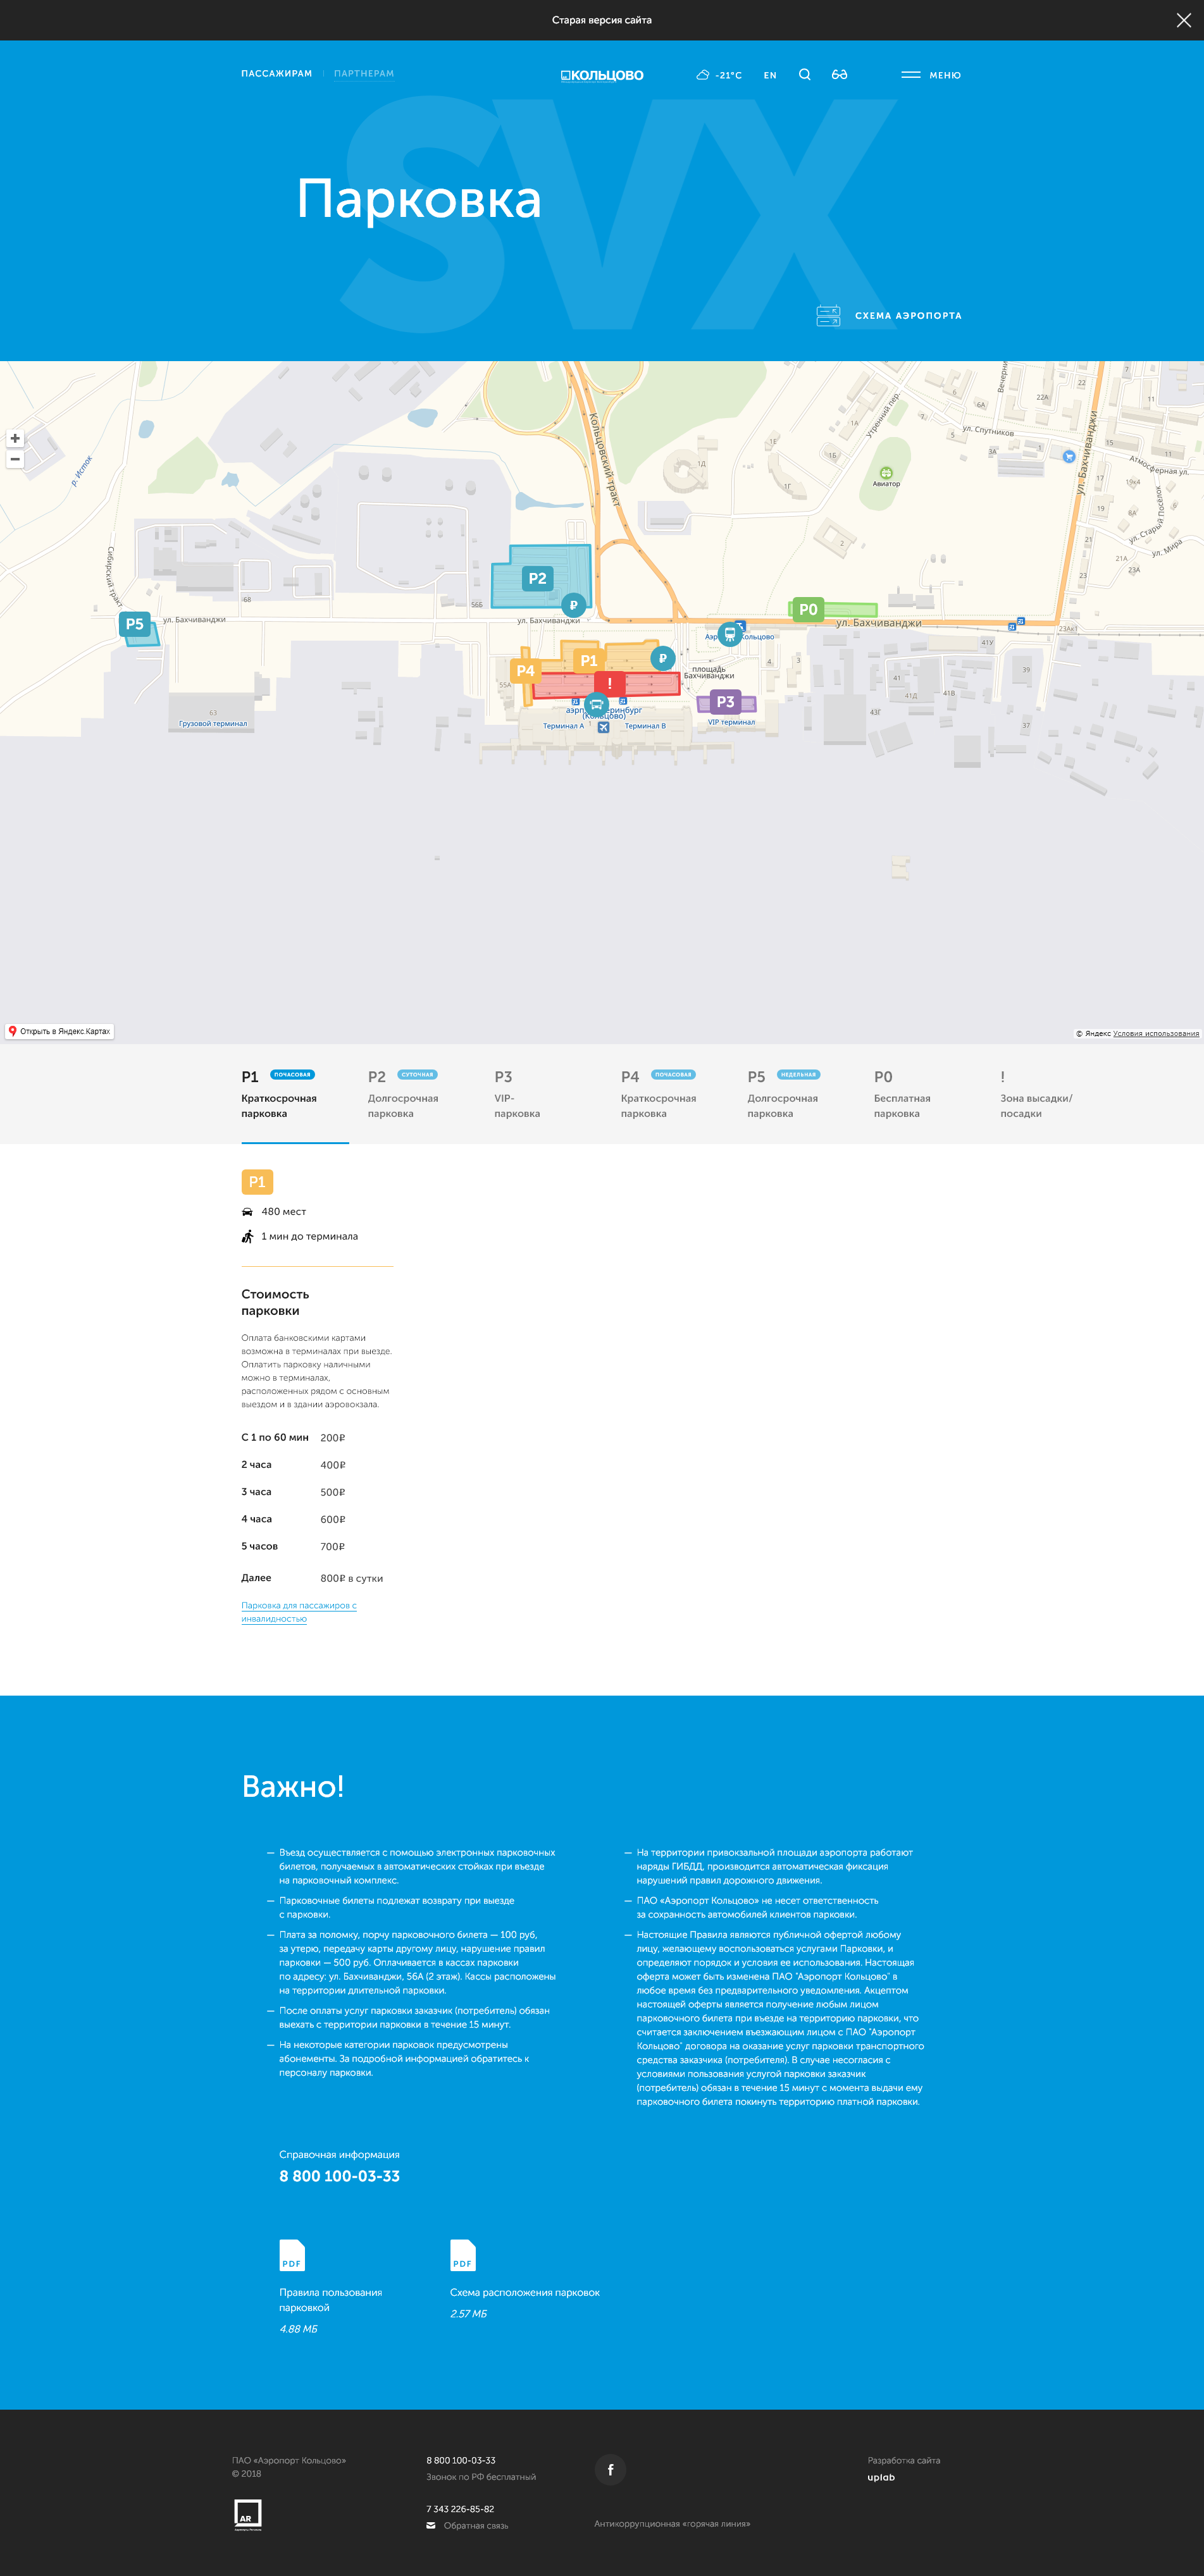 Старая версия сайта
ПАССАЖИРАМ
ПАРТНЕРАМ
КОЛЬЦОВО
-21°C
EN
МЕНЮ
SVX
Парковка
СХЕМА АЭРОПОРТА
р. Исток
Сибирский тракт
Кольцовский тракт
Утренний пер.
ул. Спутников
ул. Бахчиванджи
Атмосферная ул.
ул. Старый Посёлок
ул. Мира
Авиатор
P2
₽
P5
ул. Бахчиванджи
68
56Б
ул. Бахчиванджи
P0
ул. Бахчиванджи
P4
P1
₽
!
55А
площадь
Бахчиванджи
P3
VIP терминал
(Кольцово)
Терминал А
Терминал В
63
Грузовой терминал
Открыть в Яндекс.Картах
© Яндекс Условия использования
P1 ПОЧАСОВАЯ
Краткосрочная
парковка
P2 СУТОЧНАЯ
Долгосрочная
парковка
P3
VIP-
парковка
P4 ПОЧАСОВАЯ
Краткосрочная
парковка
P5 НЕДЕЛЬНАЯ
Долгосрочная
парковка
P0
Бесплатная
парковка
!
Зона высадки/
посадки
P1
480 мест
1 мин до терминала
Стоимость
парковки
Оплата банковскими картами
возможна в терминалах при выезде.
Оплатить парковку наличными
можно в терминалах,
расположенных рядом с основным
выездом и в здании аэровокзала.
С 1 по 60 мин 200₽
2 часа 400₽
3 часа 500₽
4 часа 600₽
5 часов 700₽
Далее 800₽ в сутки
Парковка для пассажиров с
инвалидностью
Важно!
— Въезд осуществляется с помощью электронных парковочных
билетов, получаемых в автоматических стойках при въезде
на парковочный комплекс.
— Парковочные билеты подлежат возврату при выезде
с парковки.
— Плата за поломку, порчу парковочного билета — 100 руб,
за утерю, передачу карты другому лицу, нарушение правил
парковки — 500 руб. Оплачивается в кассах парковки
по адресу: ул. Бахчиванджи, 56А (2 этаж). Кассы расположены
на территории длительной парковки.
— После оплаты услуг парковки заказчик (потребитель) обязан
выехать с территории парковки в течение 15 минут.
— На некоторые категории парковок предусмотрены
абонементы. За подробной информацией обратитесь к
персоналу парковки.
— На территории привокзальной площади аэропорта работают
наряды ГИБДД, производится автоматическая фиксация
нарушений правил дорожного движения.
— ПАО «Аэропорт Кольцово» не несет ответственность
за сохранность автомобилей клиентов парковки.
— Настоящие Правила являются публичной офертой любому
лицу, желающему воспользоваться услугами Парковки, и
определяют порядок и условия ее использования. Настоящая
оферта может быть изменена ПАО "Аэропорт Кольцово" в
любое время без предварительного уведомления. Акцептом
настоящей оферты является получение любым лицом
парковочного билета при въезде на территорию парковки, что
считается заключением въезжающим лицом с ПАО "Аэропорт
Кольцово" договора на оказание услуг парковки транспортного
средства заказчика (потребителя). В случае несогласия с
условиями пользования услугой парковки заказчик
(потребитель) обязан в течение 15 минут с момента выдачи ему
парковочного билета покинуть территорию платной парковки.
Справочная информация
8 800 100-03-33
PDF
Правила пользования
парковкой
4.88 МБ
PDF
Схема расположения парковок
2.57 МБ
ПАО «Аэропорт Кольцово»
© 2018
AR
8 800 100-03-33
Звонок по РФ бесплатный
7 343 226-85-82
Обратная связь
f
Антикоррупционная «горячая линия»
Разработка сайта
uplab